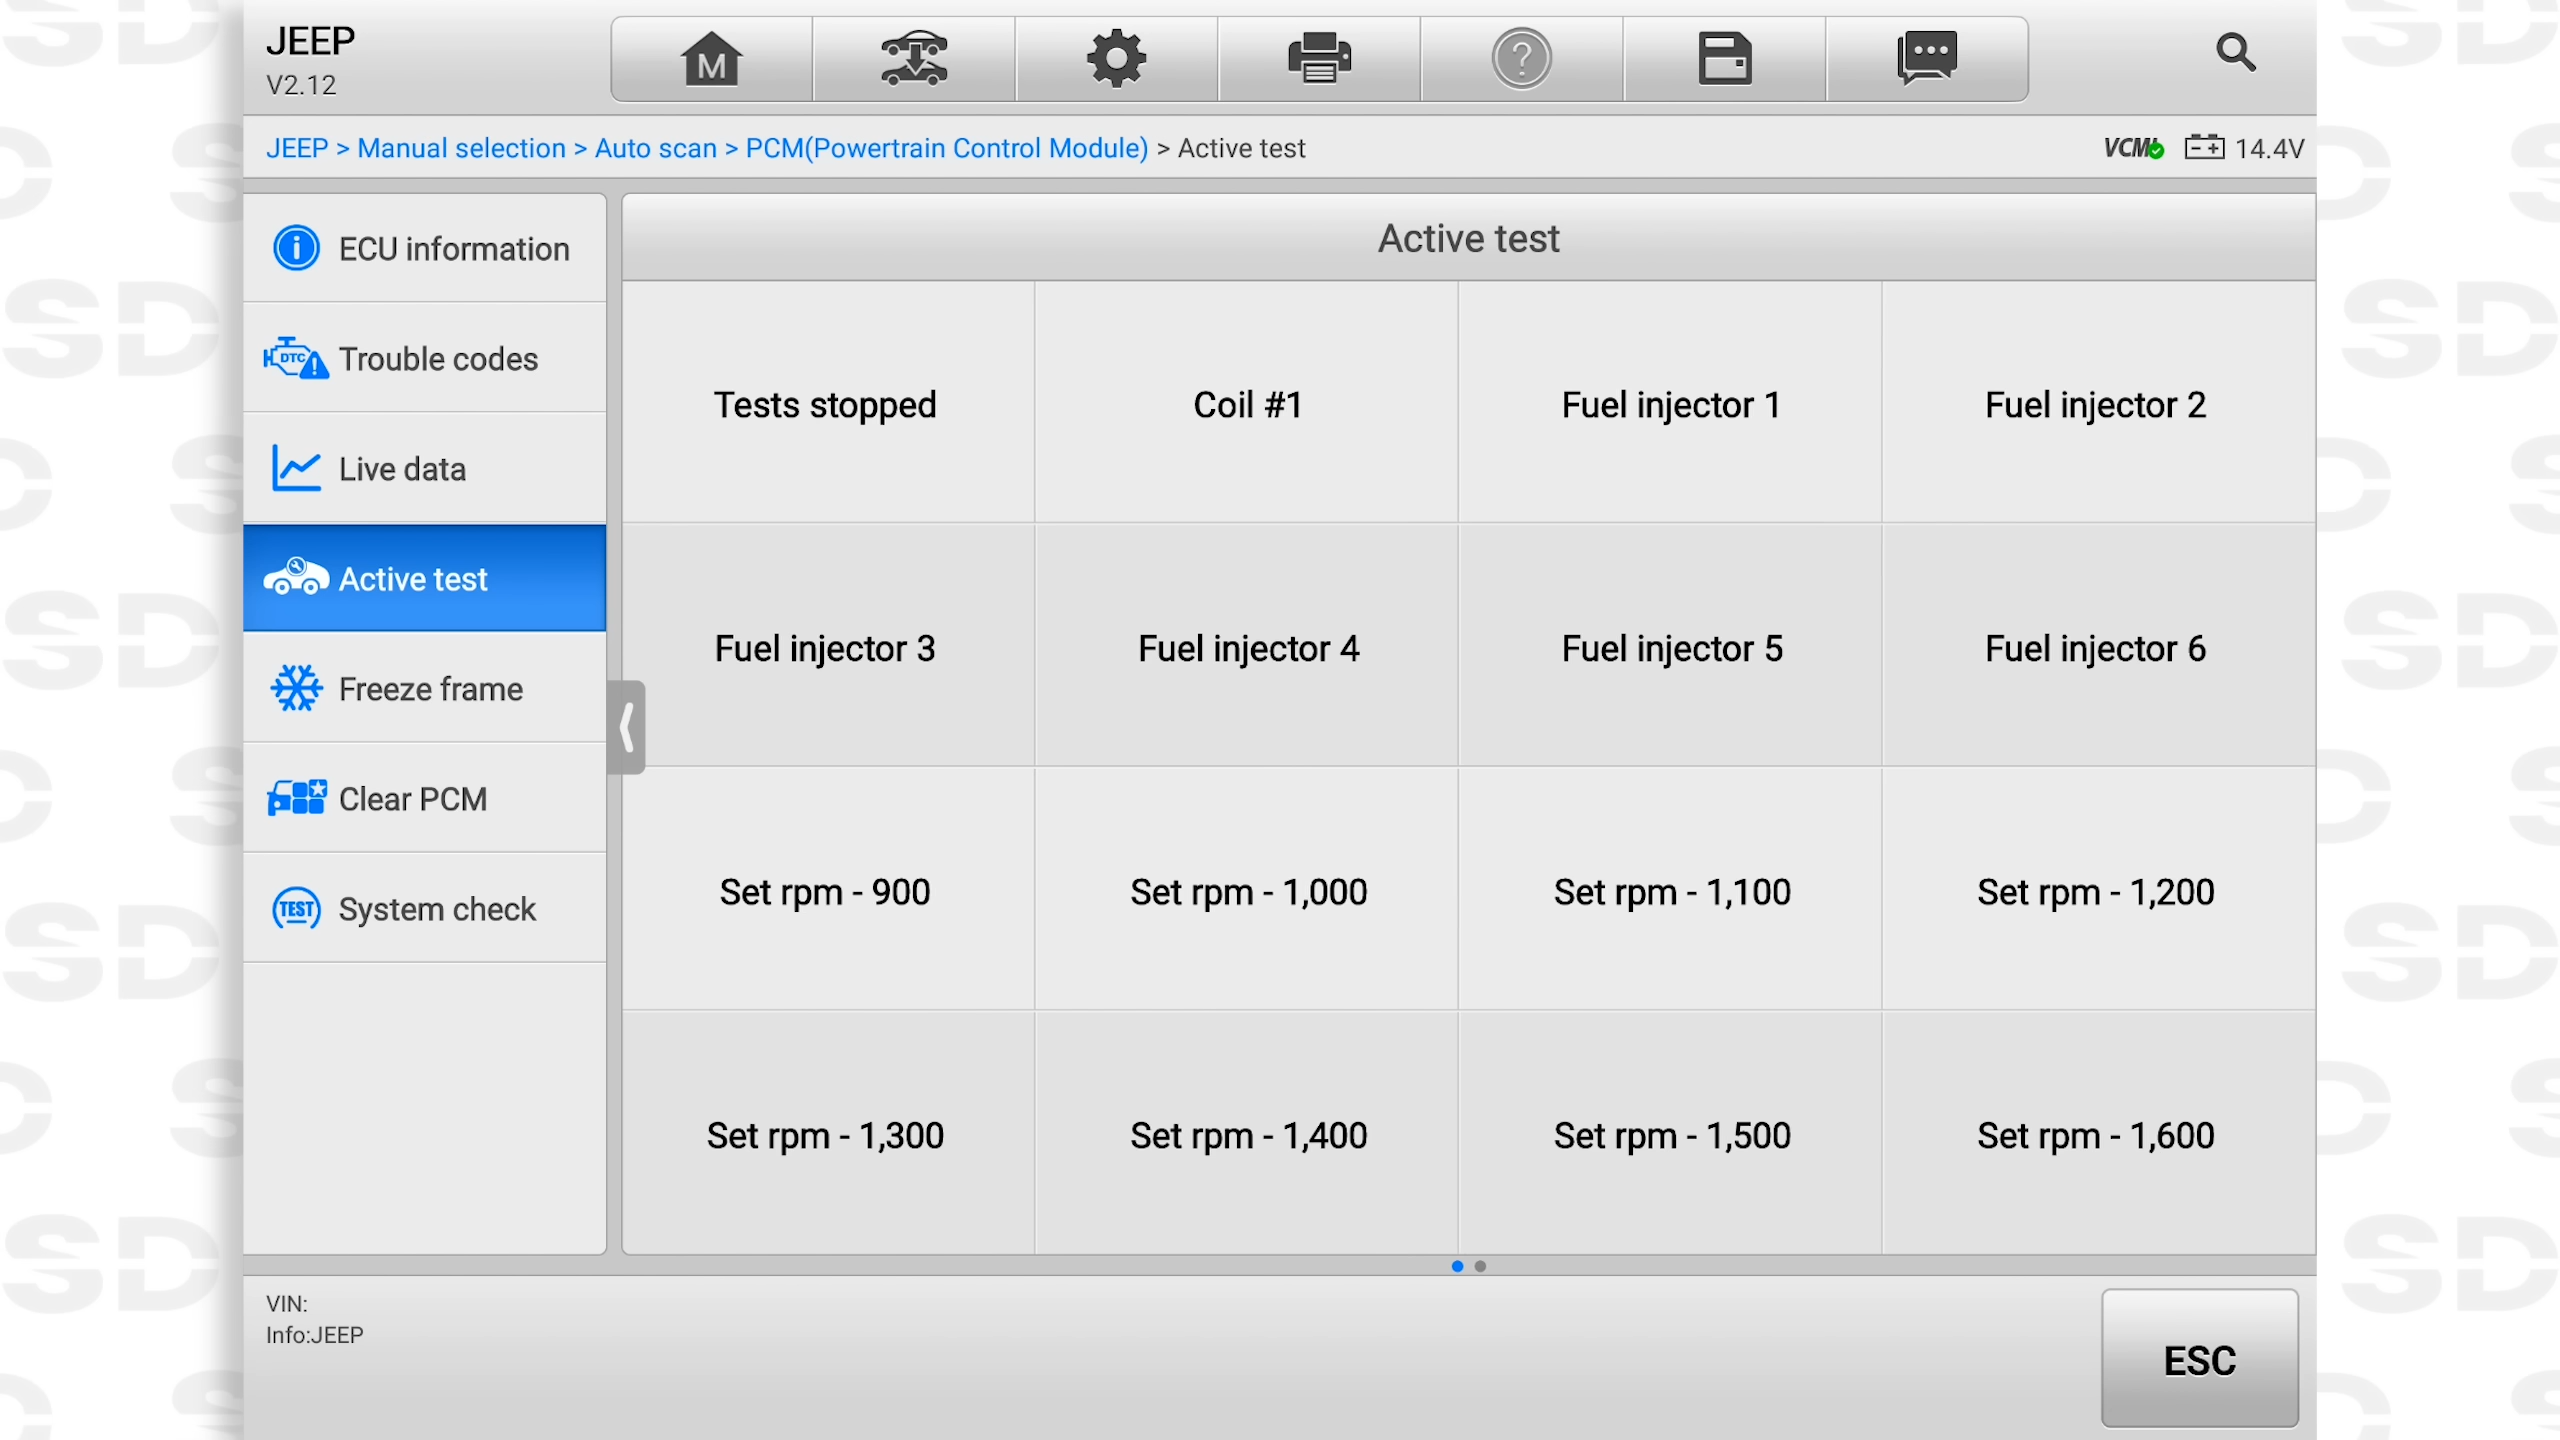 JEEP
V2.12
M
?
JEEP > Manual selection > Auto scan > PCM(Powertrain Control Module) > Active test
VCMI 14.4V
ECU information
DTC Trouble codes
Live data
Active test
Freeze frame
Clear PCM
TEST System check
Active test
Tests stopped Coil #1 Fuel injector 1 Fuel injector 2
Fuel injector 3 Fuel injector 4 Fuel injector 5 Fuel injector 6
Set rpm - 900 Set rpm - 1,000 Set rpm - 1,100 Set rpm - 1,200
Set rpm - 1,300 Set rpm - 1,400 Set rpm - 1,500 Set rpm - 1,600
VIN:
Info:JEEP
ESC
SD